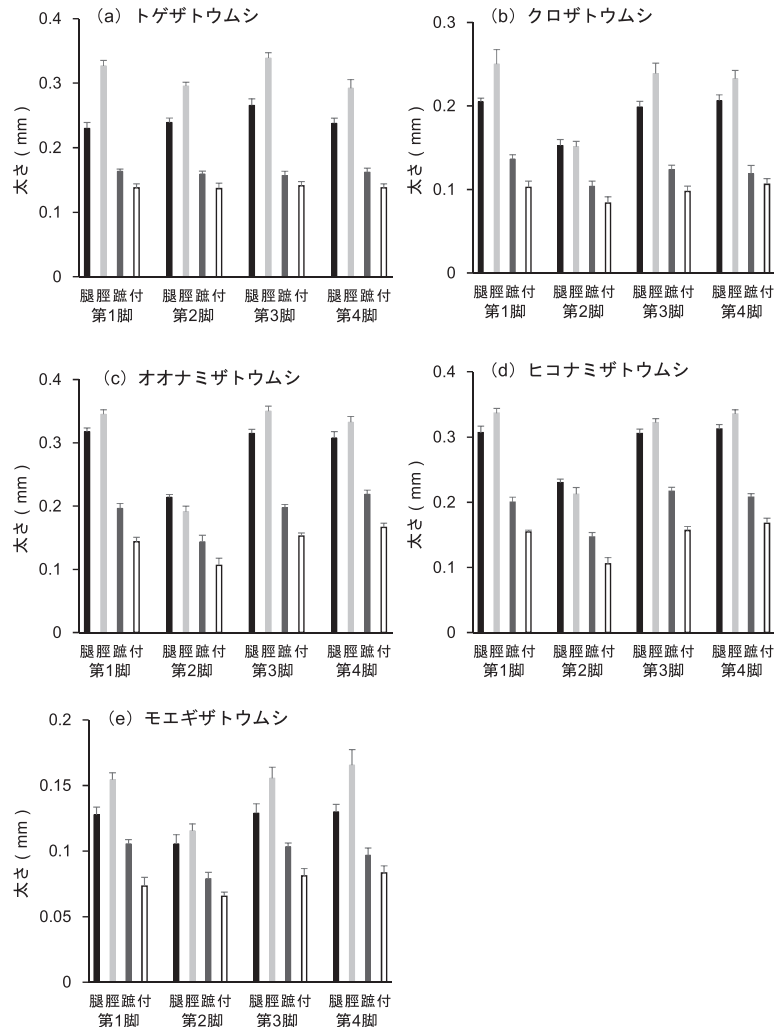 (a) トゲザトウムシ
0.4
0.3
0.2
0.1
0
太さ ( mm )
腿 脛 蹠 付 腿 脛 蹠 付 腿 脛 蹠 付 腿 脛 蹠 付
第1脚 第2脚 第3脚 第4脚
(b) クロザトウムシ
0.3
0.2
0.1
0
太さ ( mm )
腿 脛 蹠 付 腿 脛 蹠 付 腿 脛 蹠 付 腿 脛 蹠 付
第1脚 第2脚 第3脚 第4脚
(c) オオナミザトウムシ
0.4
0.3
0.2
0.1
0
太さ ( mm )
腿 脛 蹠 付 腿 脛 蹠 付 腿 脛 蹠 付 腿 脛 蹠 付
第1脚 第2脚 第3脚 第4脚
(d) ヒコナミザトウムシ
0.4
0.3
0.2
0.1
0
太さ ( mm )
腿 脛 蹠 付 腿 脛 蹠 付 腿 脛 蹠 付 腿 脛 蹠 付
第1脚 第2脚 第3脚 第4脚
(e) モエギザトウムシ
0.2
0.15
0.1
0.05
0
太さ ( mm )
腿 脛 蹠 付 腿 脛 蹠 付 腿 脛 蹠 付 腿 脛 蹠 付
第1脚 第2脚 第3脚 第4脚